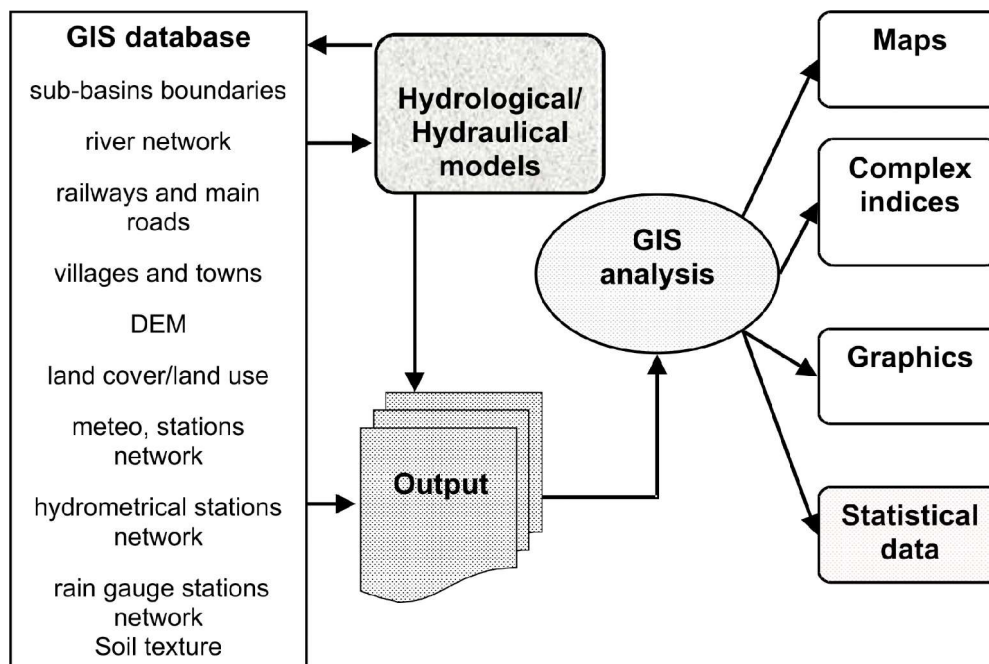 GIS database
sub-basins boundaries
river network
railways and main
roads
villages and towns
DEM
land cover/land use
meteo, stations
network
hydrometrical stations
network
rain gauge stations
network
Soil texture
Hydrological/
Hydraulical
models
Output
GIS
analysis
Maps
Complex
indices
Graphics
Statistical
data